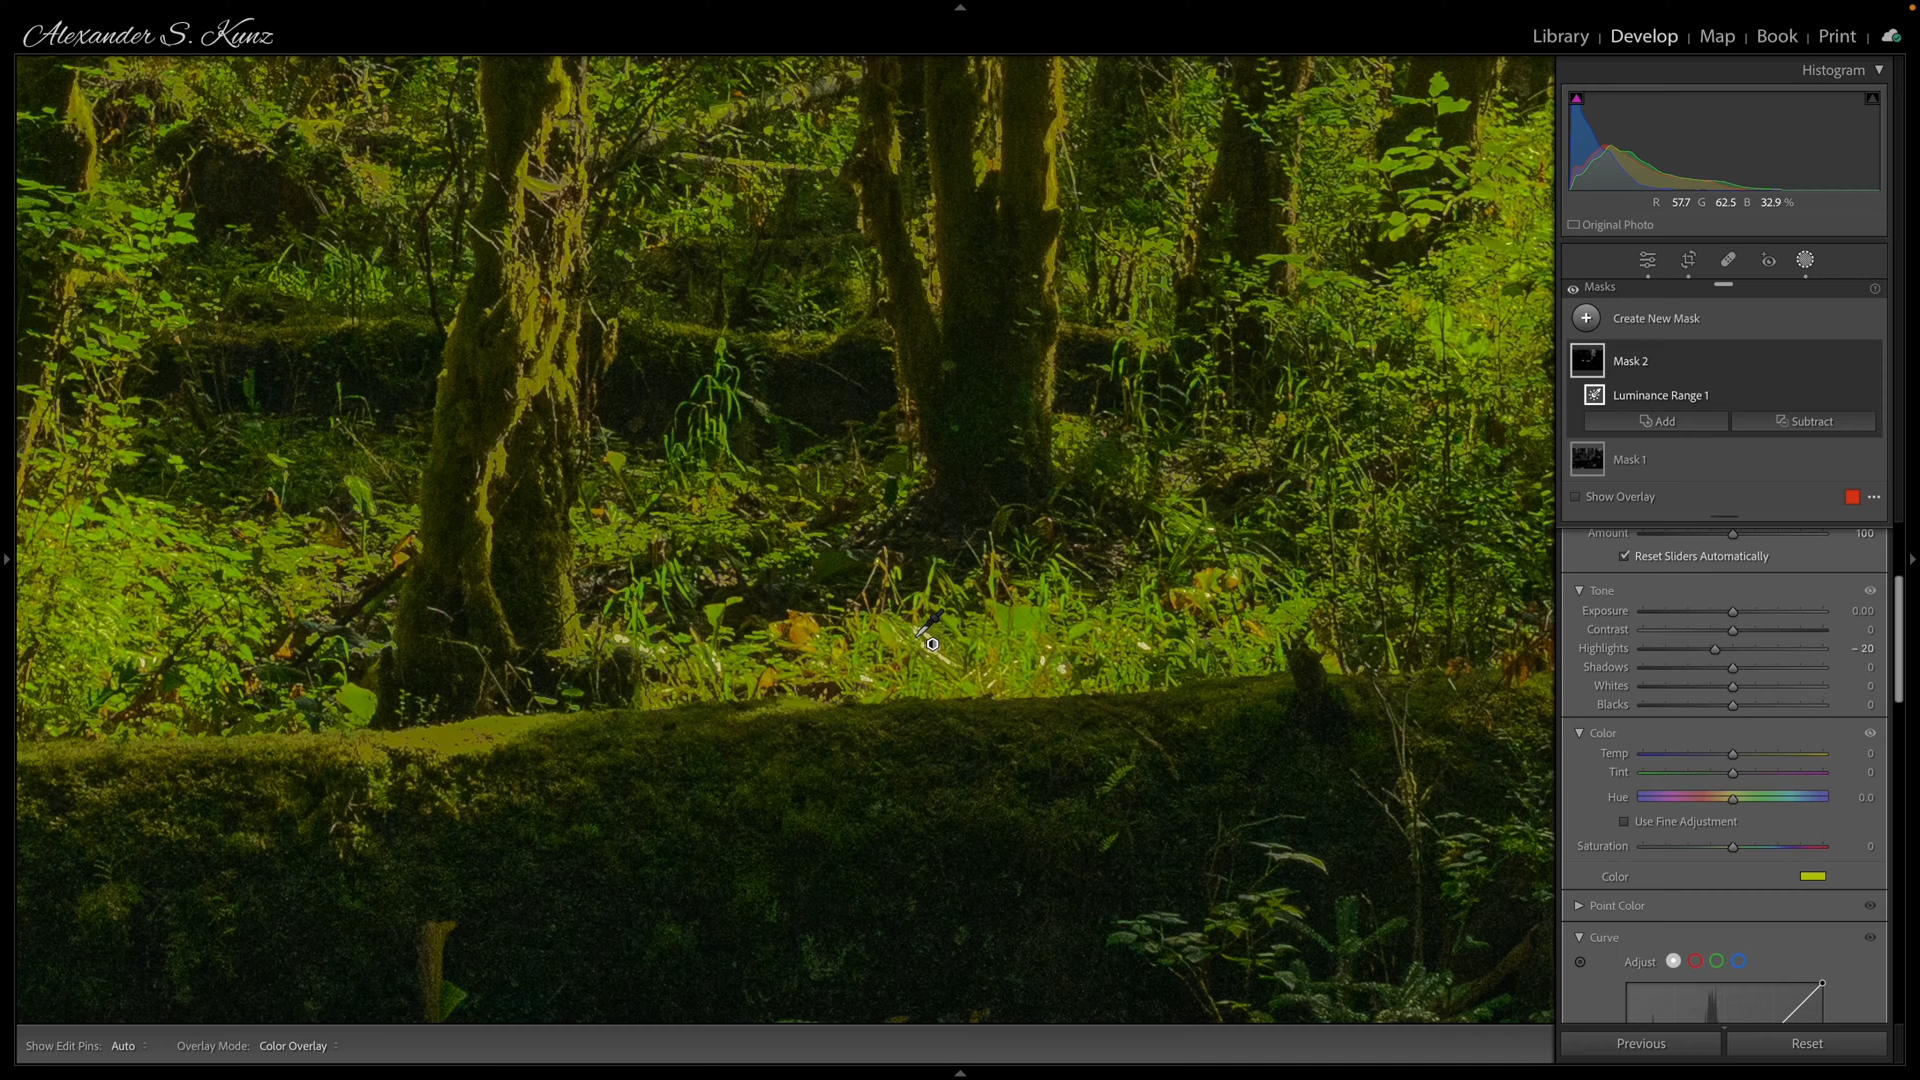 Alexander S. Kunz
Library | Develop | Map | Book | Print
Histogram
R 57.7 G 62.5 B 32.9 %
Original Photo
Masks
Create New Mask
Mask 2
Luminance Range 1
Add Subtract
Mask 1
Show Overlay
Amount 100
Reset Sliders Automatically
Tone
Exposure 0.00
Contrast 0
Highlights – 20
Shadows 0
Whites 0
Blacks 0
Color
Temp 0
Tint 0
Hue 0.0
Use Fine Adjustment
Saturation 0
Color
Point Color
Curve
Adjust
Show Edit Pins: Auto Overlay Mode: Color Overlay
Previous Reset